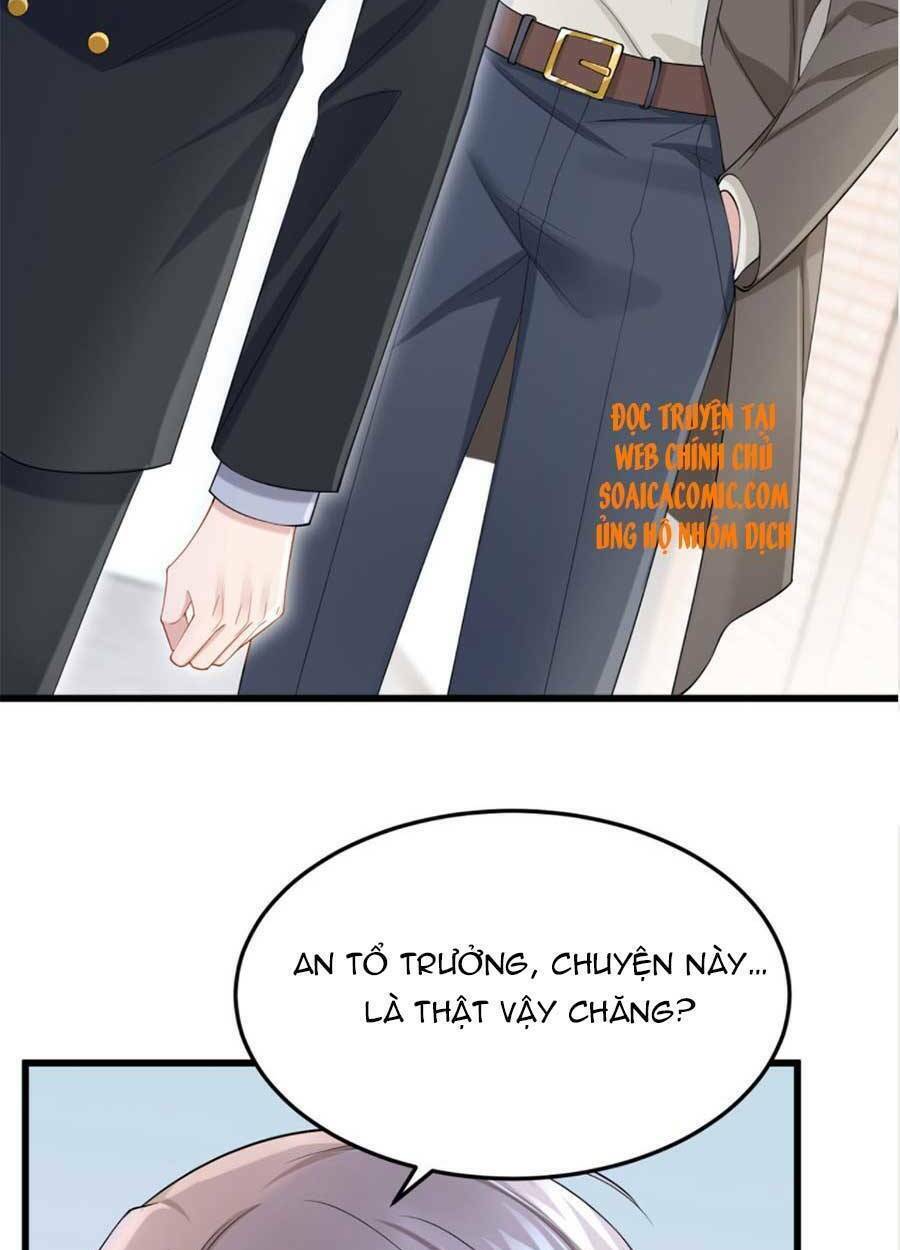 ĐỌC TRUYỆN TẠI
WEB CHÍNH CHỦ
SOAICACOMIC.COM
ỦNG HỘ NHÓM DỊCH
AN TỔ TRƯỞNG, CHUYỆN NÀY...
LÀ THẬT VẬY CHĂNG?